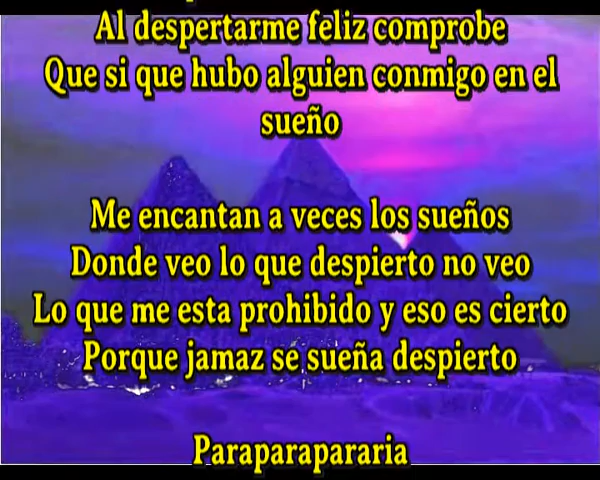 Al despertarme feliz comprobe
Que si que hubo alguien conmigo en el
sueño
Me encantan a veces los sueños
Donde veo lo que despierto no veo
Lo que me esta prohibido y eso es cierto
Porque jamaz se sueña despierto
Paraparapararia